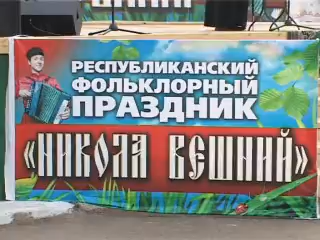 РЕСПУБЛИКАНСКИЙ
ФОЛЬКЛОРНЫЙ
ПРАЗДНИК
«НИКОЛА ВЕШНИЙ»